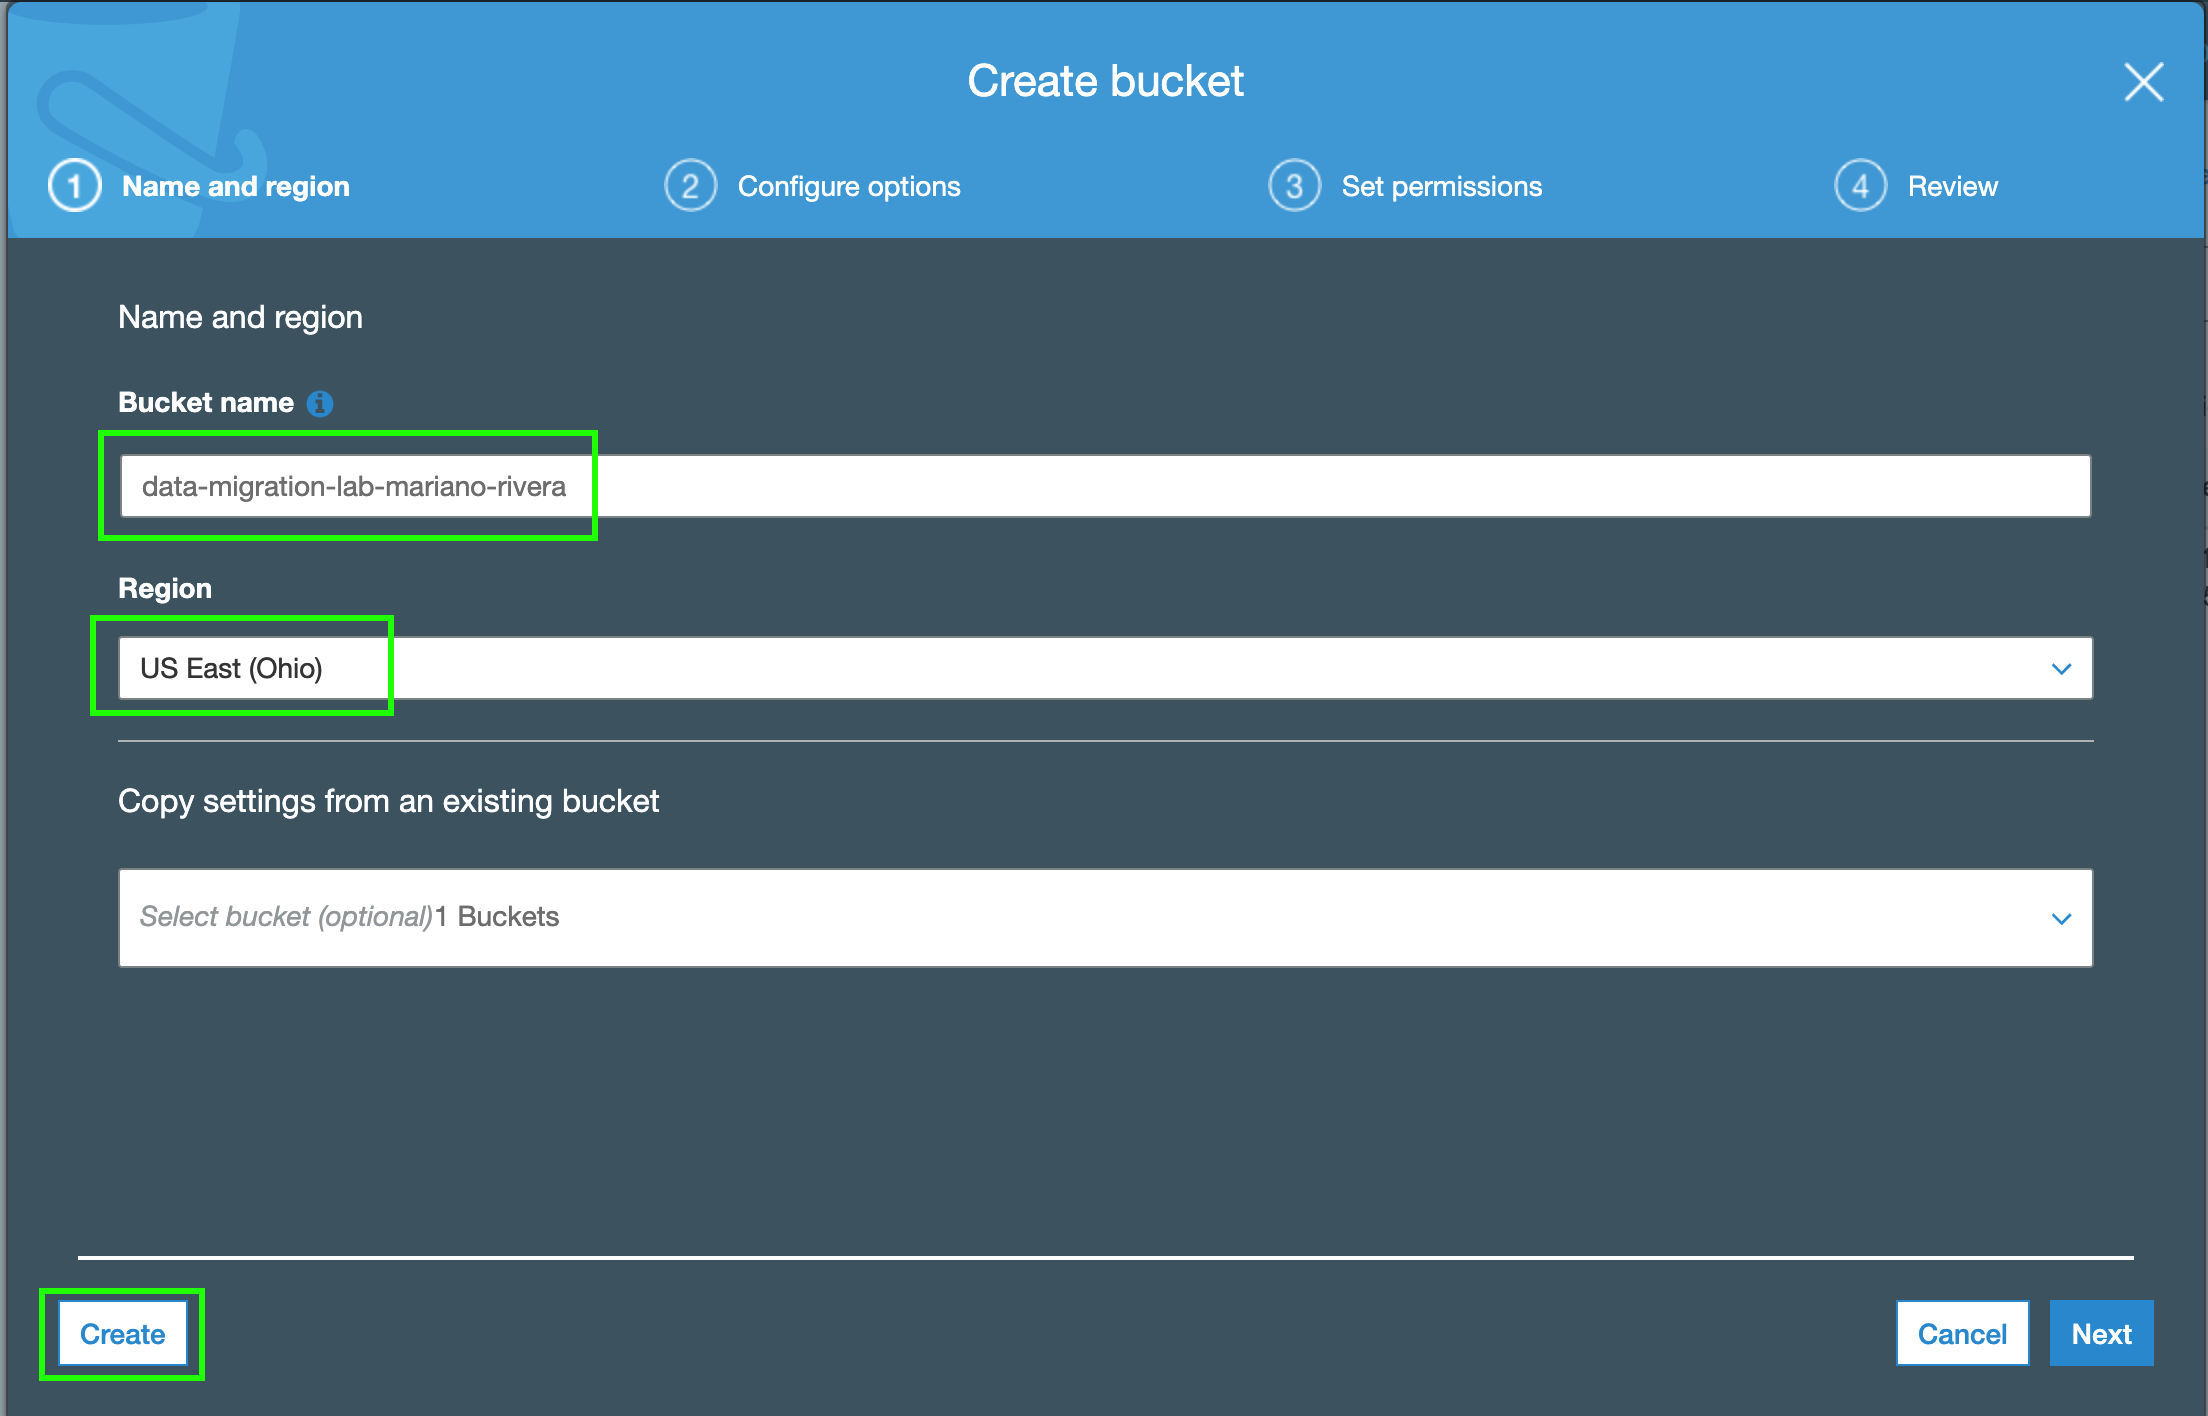 Create bucket
1 Name and region 2 Configure options 3 Set permissions 4 Review
Name and region
Bucket name
data-migration-lab-mariano-rivera
Region
US East (Ohio)
Copy settings from an existing bucket
Select bucket (optional)1 Buckets
Create Cancel Next